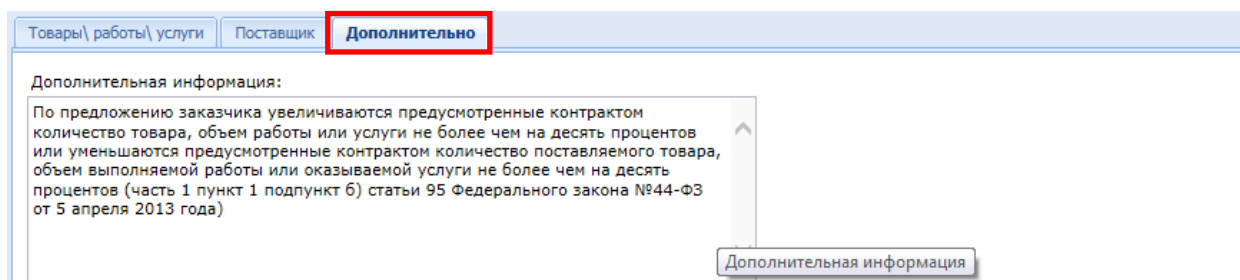 Товары\ работы\ услуги Поставщик Дополнительно
Дополнительная информация:
По предложению заказчика увеличиваются предусмотренные контрактом
количество товара, объем работы или услуги не более чем на десять процентов
или уменьшаются предусмотренные контрактом количество поставляемого товара,
объем выполняемой работы или оказываемой услуги не более чем на десять
процентов (часть 1 пункт 1 подпункт б) статьи 95 Федерального закона №44-ФЗ
от 5 апреля 2013 года)
Дополнительная информация